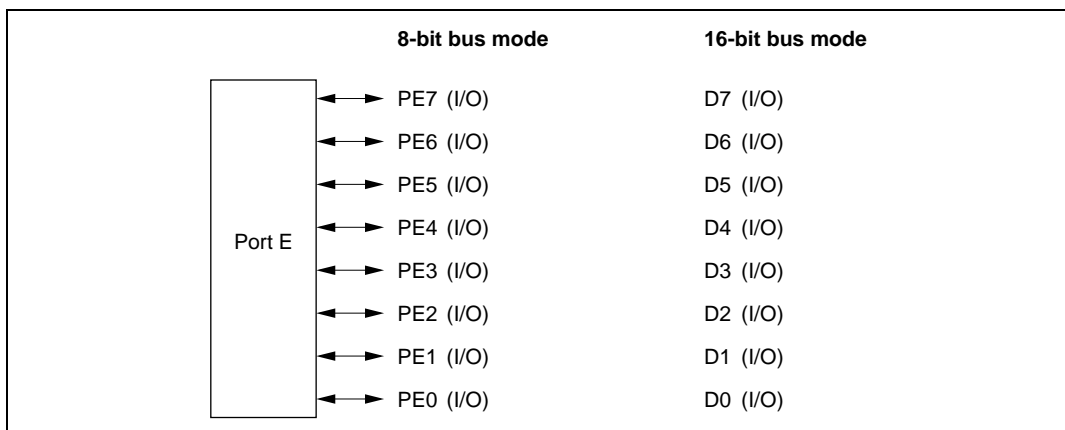 8-bit bus mode 16-bit bus mode
PE7 (I/O) D7 (I/O)
PE6 (I/O) D6 (I/O)
PE5 (I/O) D5 (I/O)
PE4 (I/O) D4 (I/O)
Port E
PE3 (I/O) D3 (I/O)
PE2 (I/O) D2 (I/O)
PE1 (I/O) D1 (I/O)
PE0 (I/O) D0 (I/O)